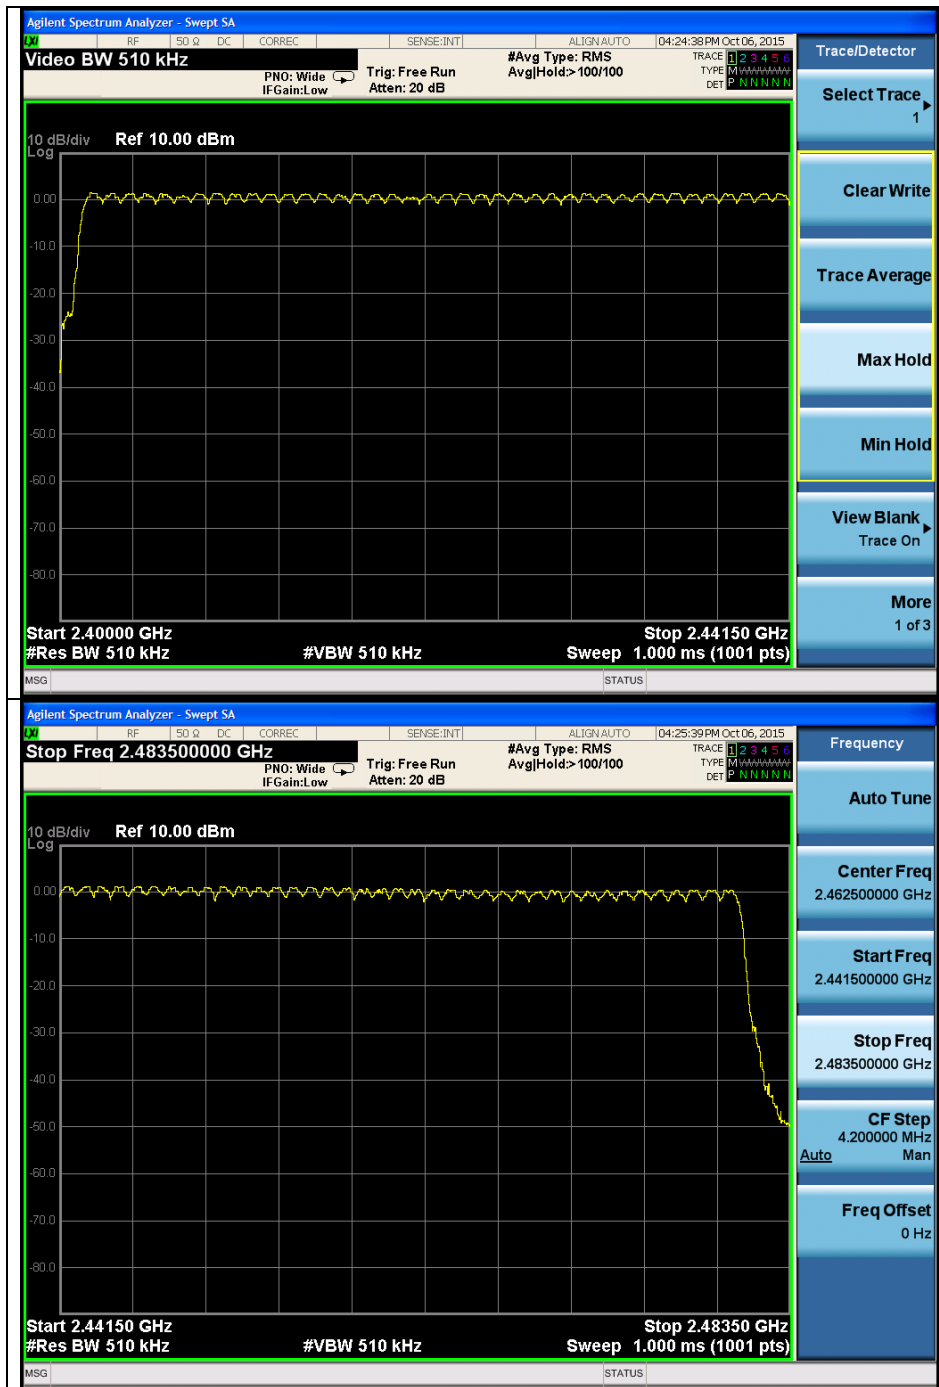 Agilent Spectrum Analyzer - Swept SA
LXI RF 50 Ω DC CORREC SENSE:INT ALIGN AUTO 04:24:38 PM Oct 06, 2015
Video BW 510 kHz
PNO: Wide
IFGain:Low
Trig: Free Run
Atten: 20 dB
#Avg Type: RMS
Avg|Hold:>100/100
TRACE 1 2 3 4 5 6
TYPE M WWWWW
DET P N N N N N
10 dB/div
Log
Ref 10.00 dBm
0.00
-10.0
-20.0
-30.0
-40.0
-50.0
-60.0
-70.0
-80.0
Start 2.40000 GHz Stop 2.44150 GHz
#Res BW 510 kHz #VBW 510 kHz Sweep 1.000 ms (1001 pts)
MSG STATUS
Trace/Detector
Select Trace
1
Clear Write
Trace Average
Max Hold
Min Hold
View Blank
Trace On
More
1 of 3
Agilent Spectrum Analyzer - Swept SA
LXI RF 50 Ω DC CORREC SENSE:INT ALIGN AUTO 04:25:39 PM Oct 06, 2015
Stop Freq 2.483500000 GHz
PNO: Wide
IFGain:Low
Trig: Free Run
Atten: 20 dB
#Avg Type: RMS
Avg|Hold:>100/100
TRACE 1 2 3 4 5 6
TYPE M WWWWW
DET P N N N N N
10 dB/div
Log
Ref 10.00 dBm
0.00
-10.0
-20.0
-30.0
-40.0
-50.0
-60.0
-70.0
-80.0
Start 2.44150 GHz Stop 2.48350 GHz
#Res BW 510 kHz #VBW 510 kHz Sweep 1.000 ms (1001 pts)
MSG STATUS
Frequency
Auto Tune
Center Freq
2.462500000 GHz
Start Freq
2.441500000 GHz
Stop Freq
2.483500000 GHz
CF Step
4.200000 MHz
Auto Man
Freq Offset
0 Hz